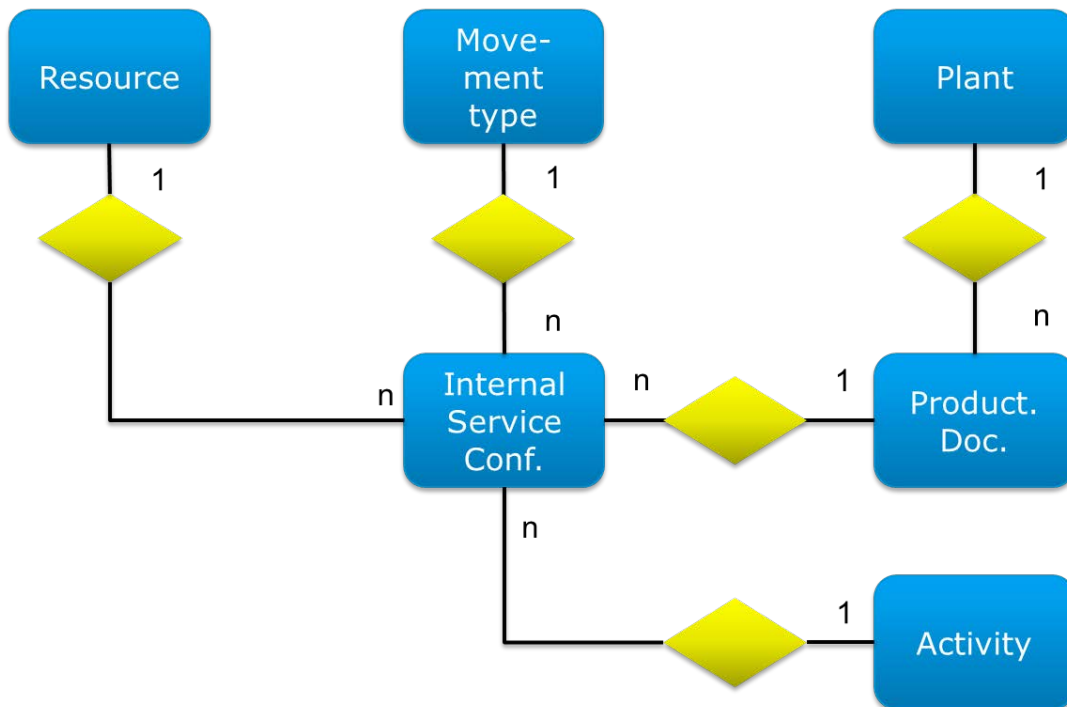 Resource
Move-
ment
type
Plant
1
1
1
n
n
Internal
Service
Conf.
n
n
1
Product.
Doc.
n
1
Activity